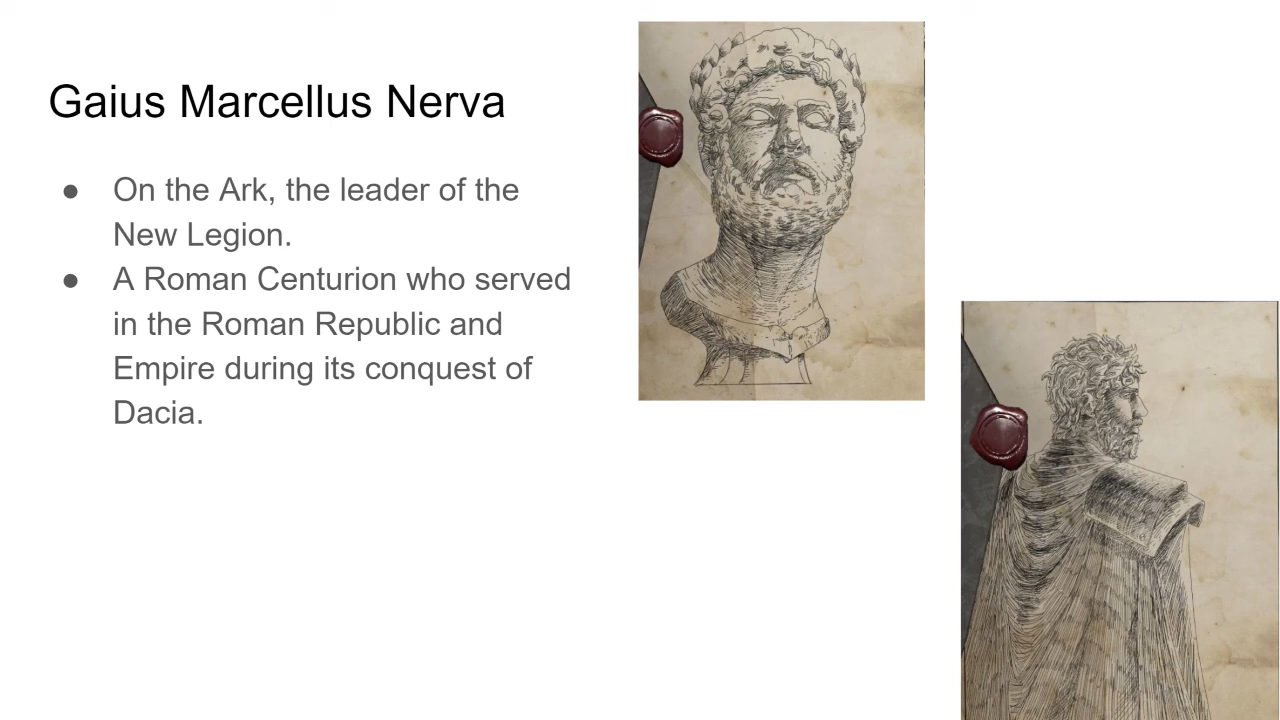 Gaius Marcellus Nerva
● On the Ark, the leader of the
New Legion.
● A Roman Centurion who served
in the Roman Republic and
Empire during its conquest of
Dacia.